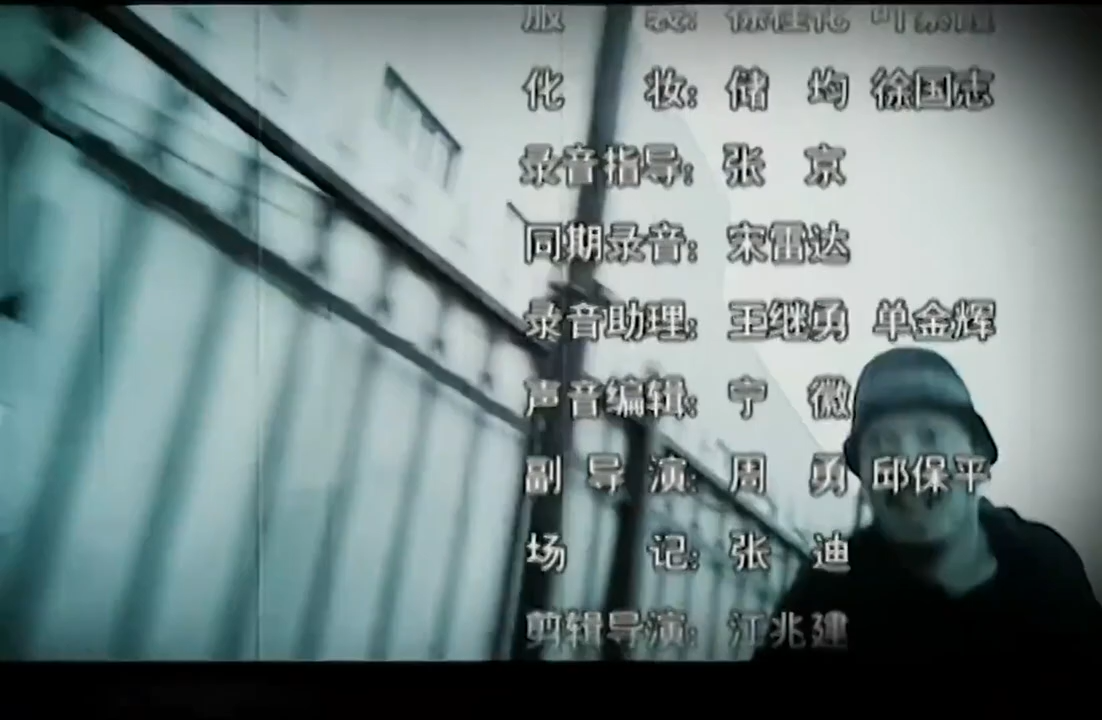 化 妆: 储 均 徐国志
录音指导: 张 京
同期录音: 宋雷达
录音助理: 王继勇 单金辉
声音编辑: 宁 微
副 导 演: 周 勇 邱保平
场 记: 张 迪
剪辑导演: 江兆建